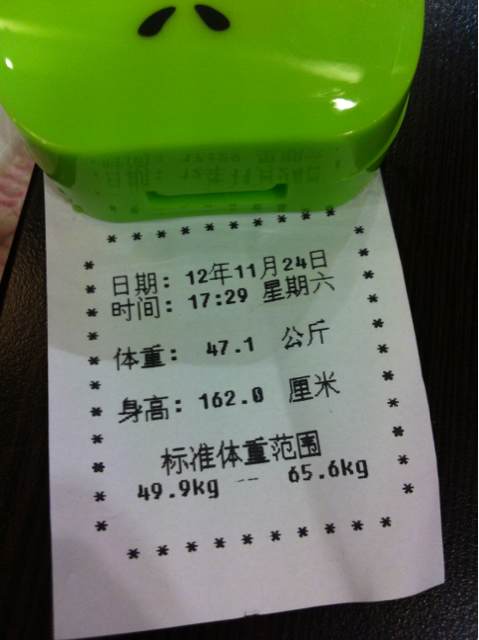 * * * * * * * * *
日期: 12年11月24日
时间: 17:29 星期六
体重: 47.1 公斤
身高: 162.0 厘米
标准体重范围
49.9kg -- 65.6kg
* * * * * * * * * *